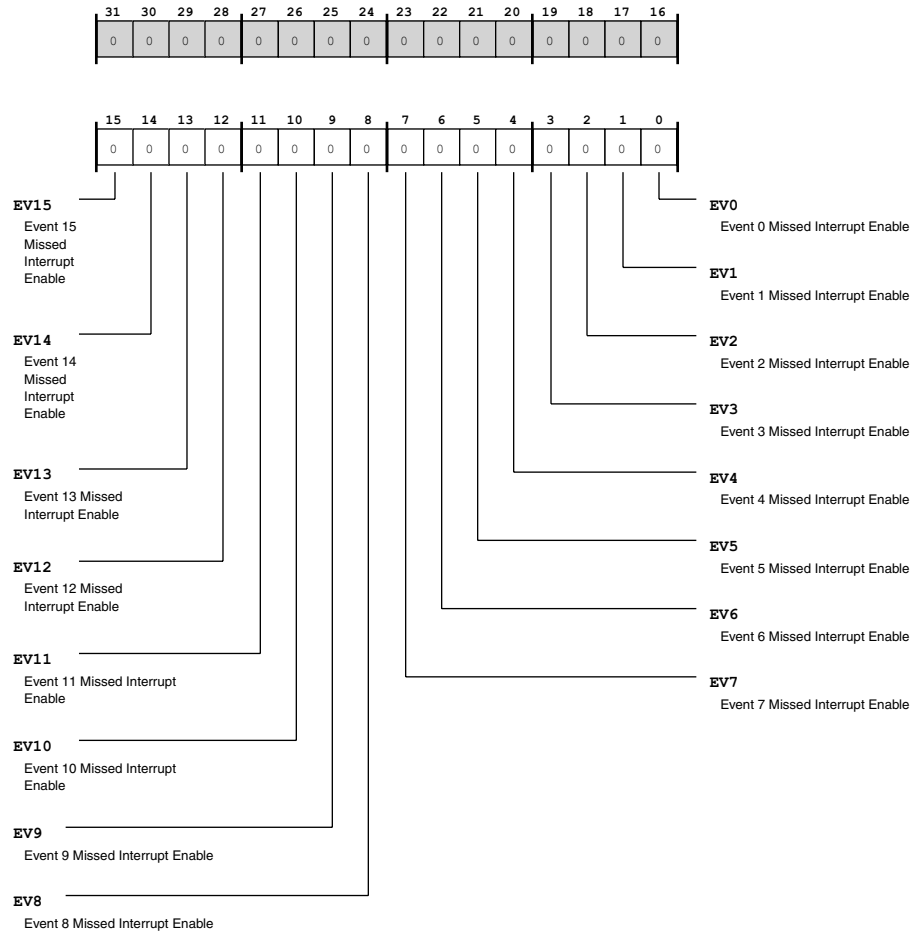 31 30 29 28 27 26 25 24 23 22 21 20 19 18 17 16
0 0 0 0 0 0 0 0 0 0 0 0 0 0 0 0
15 14 13 12 11 10 9 8 7 6 5 4 3 2 1 0
0 0 0 0 0 0 0 0 0 0 0 0 0 0 0 0
EV15
Event 15
Missed
Interrupt
Enable
EV14
Event 14
Missed
Interrupt
Enable
EV13
Event 13 Missed
Interrupt Enable
EV12
Event 12 Missed
Interrupt Enable
EV11
Event 11 Missed Interrupt
Enable
EV10
Event 10 Missed Interrupt
Enable
EV9
Event 9 Missed Interrupt Enable
EV8
Event 8 Missed Interrupt Enable
EV0
Event 0 Missed Interrupt Enable
EV1
Event 1 Missed Interrupt Enable
EV2
Event 2 Missed Interrupt Enable
EV3
Event 3 Missed Interrupt Enable
EV4
Event 4 Missed Interrupt Enable
EV5
Event 5 Missed Interrupt Enable
EV6
Event 6 Missed Interrupt Enable
EV7
Event 7 Missed Interrupt Enable